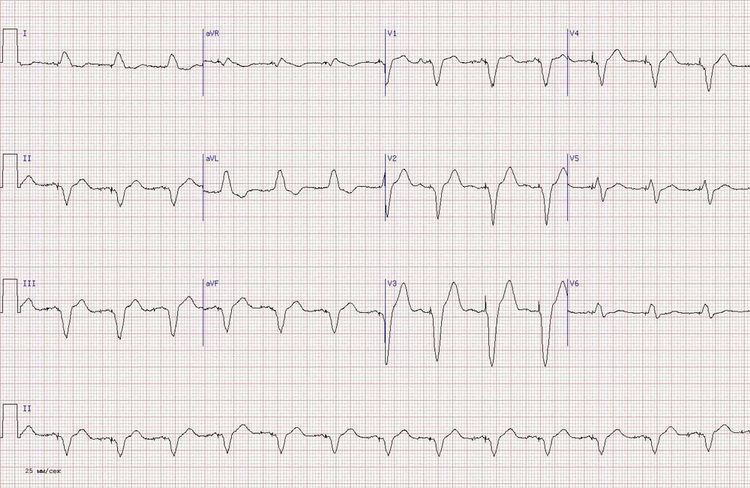 I aVR V1 V4
II aVL V2 V5
III aVF V3 V6
II
25 мм/сек